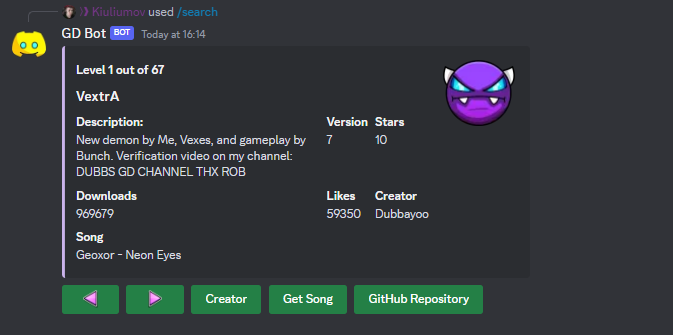 Kiuliumov used /search
GD Bot BOT Today at 16:14
Level 1 out of 67
VextrA
Description:
New demon by Me, Vexes, and gameplay by
Bunch. Verification video on my channel:
DUBBS GD CHANNEL THX ROB
Version Stars
7 10
Downloads
969679
Likes Creator
59350 Dubbayoo
Song
Geoxor - Neon Eyes
Creator Get Song GitHub Repository